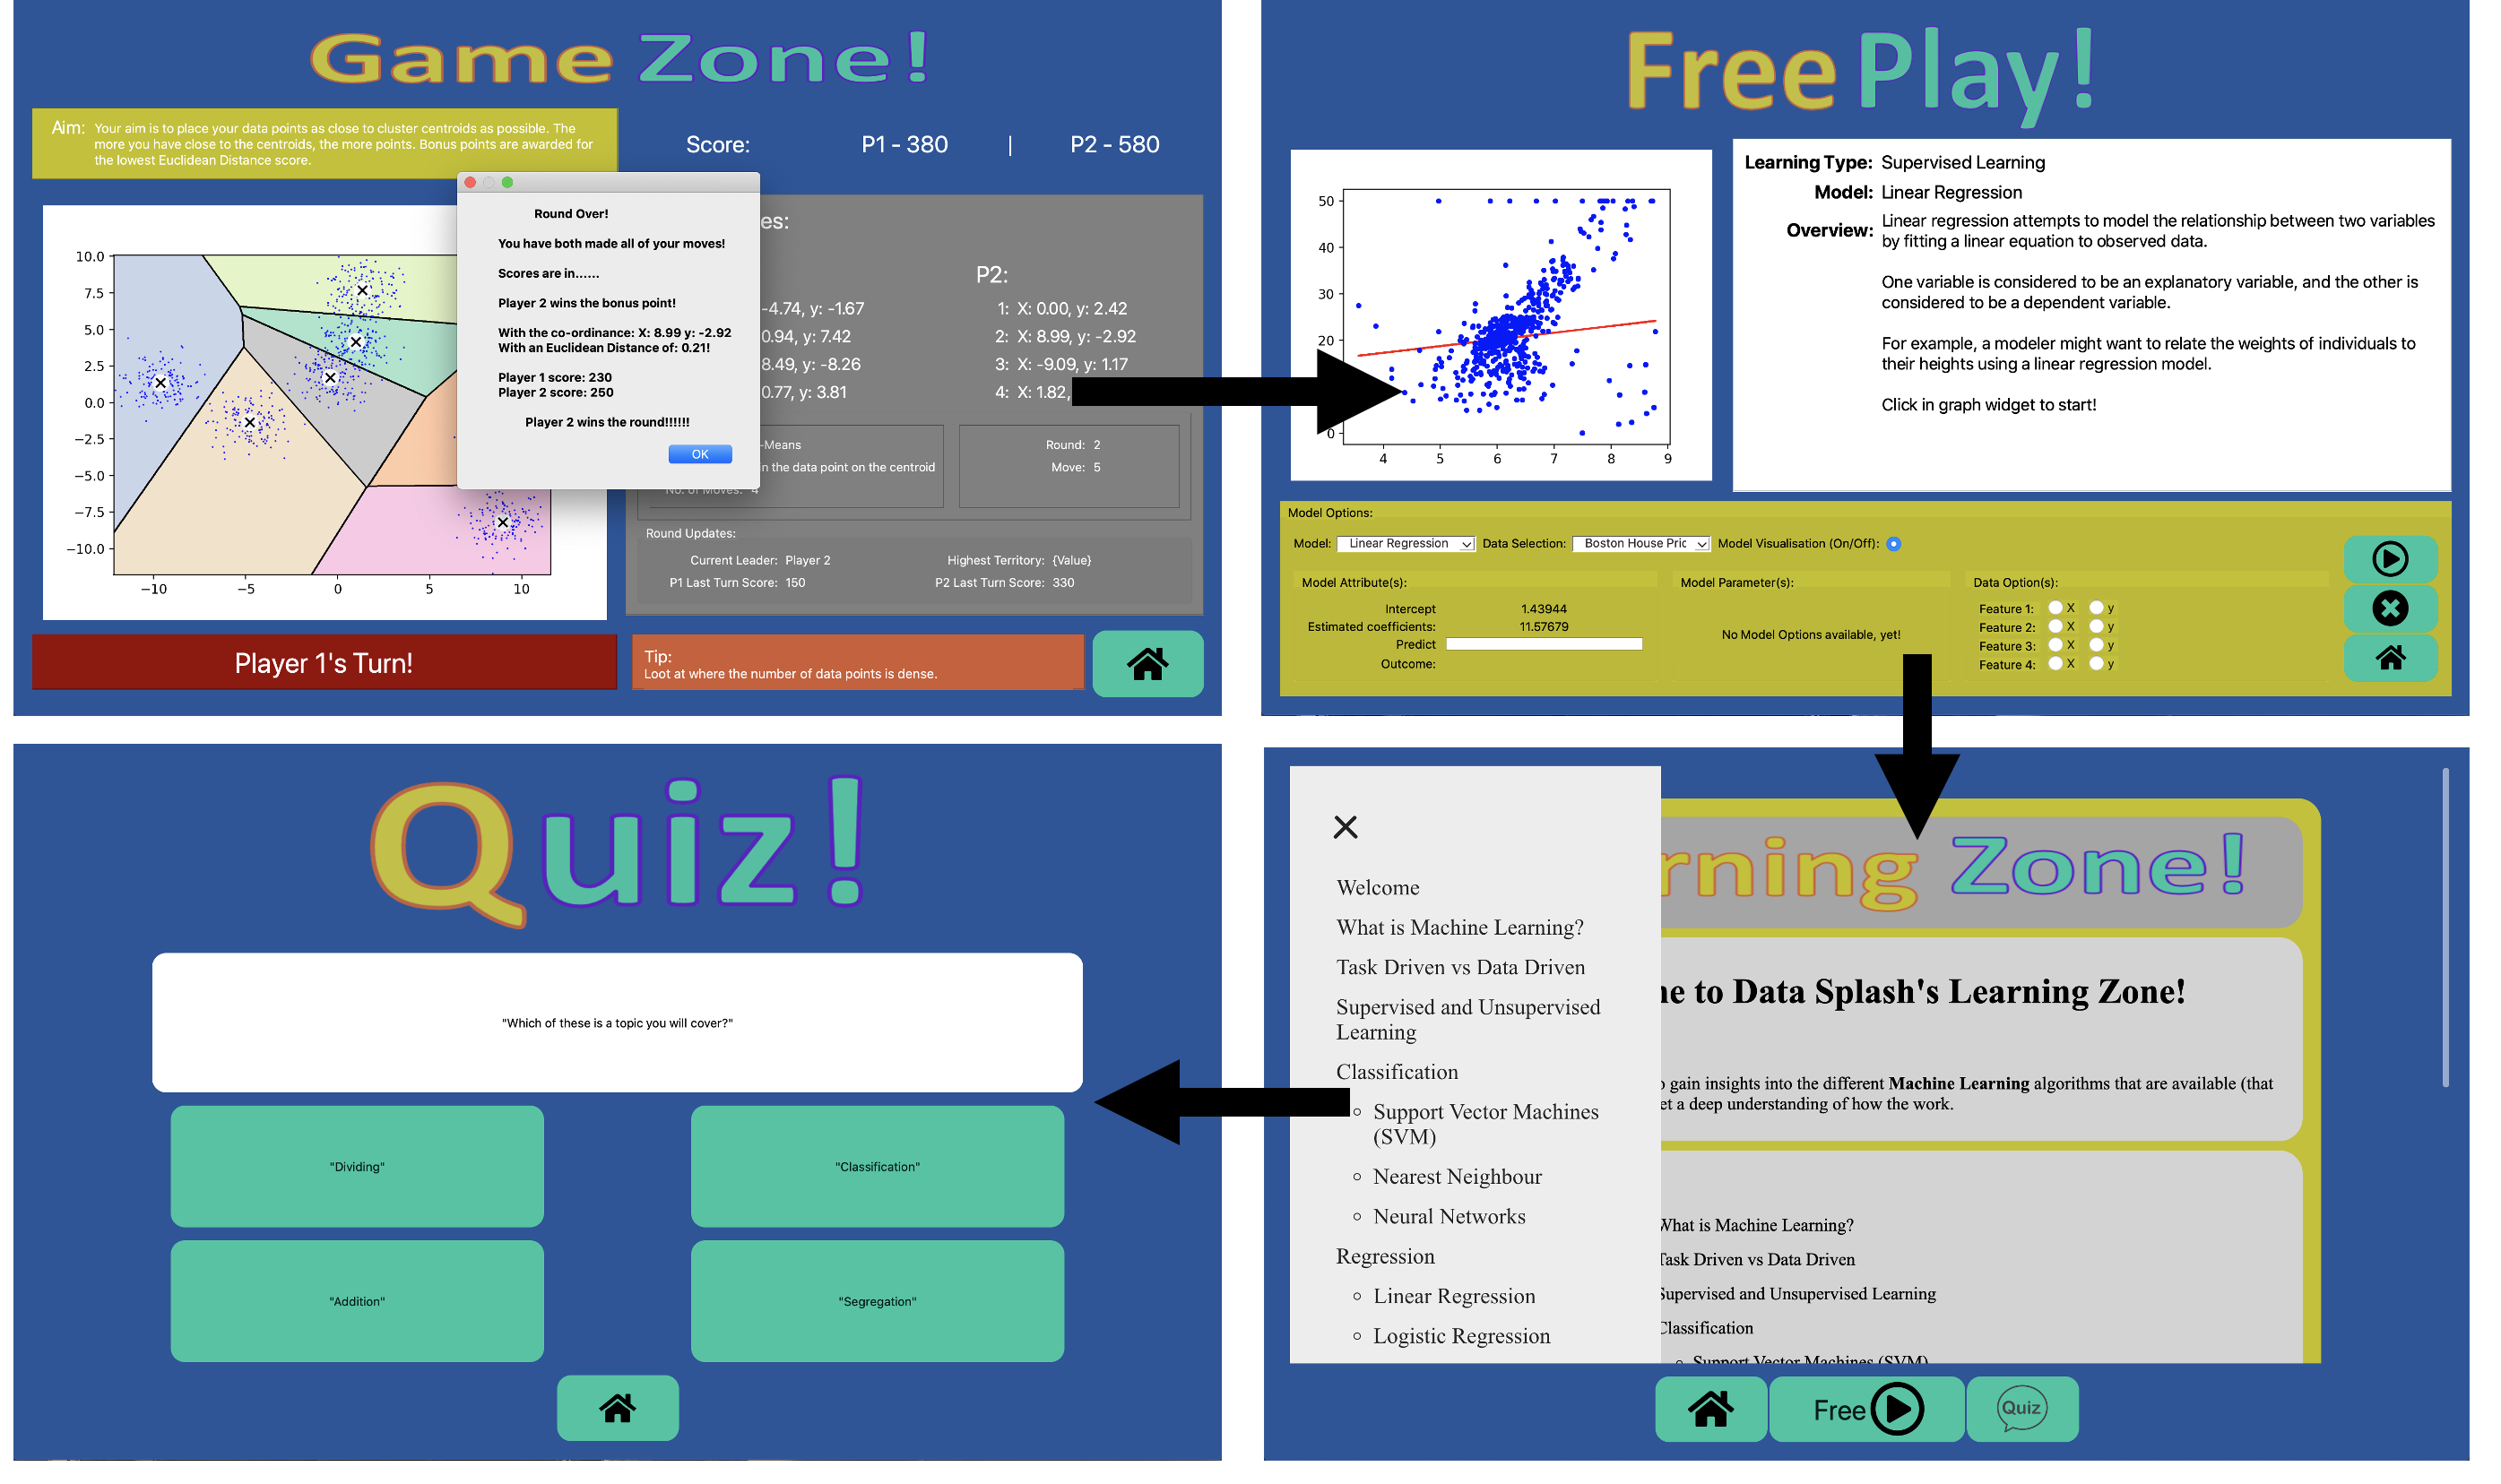 Game Zone!
Aim: Your aim is to place your data points as close to cluster centroids as possible. The
more you have close to the centroids, the more points. Bonus points are awarded for
the lowest Euclidean Distance score.
Score: P1 - 380 | P2 - 580
Round Over!
You have both made all of your moves!
Scores are in......
Player 2 wins the bonus point!
With the co-ordinance: X: 8.99 y: -2.92
With an Euclidean Distance of: 0.21!
Player 1 score: 230
Player 2 score: 250
Player 2 wins the round!!!!!!
OK
es:
P2:
-4.74, y: -1.67
0.94, y: 7.42
8.49, y: -8.26
0.77, y: 3.81
1: X: 0.00, y: 2.42
2: X: 8.99, y: -2.92
3: X: -9.09, y: 1.17
4: X: 1.82,
-Means
in the data point on the centroid
No. of Moves: 4
Round: 2
Move: 5
Round Updates:
Current Leader: Player 2 Highest Territory: {Value}
P1 Last Turn Score: 150 P2 Last Turn Score: 330
10.0
7.5
5.0
2.5
0.0
−2.5
−5.0
−7.5
−10.0
−10 −5 0 5 10
Player 1's Turn!
Tip:
Loot at where the number of data points is dense.
Free Play!
50
40
30
20
0
4 5 6 7 8 9
Learning Type: Supervised Learning
Model: Linear Regression
Overview: Linear regression attempts to model the relationship between two variables
by fitting a linear equation to observed data.
One variable is considered to be an explanatory variable, and the other is
considered to be a dependent variable.
For example, a modeler might want to relate the weights of individuals to
their heights using a linear regression model.
Click in graph widget to start!
Model Options:
Model: Linear Regression Data Selection: Boston House Pric Model Visualisation (On/Off):
Model Attribute(s):
Intercept 1.43944
Estimated coefficients: 11.57679
Predict
Outcome:
Model Parameter(s):
No Model Options available, yet!
Data Option(s):
Feature 1: X y
Feature 2: X y
Feature 3: X y
Feature 4: X y
Quiz!
"Which of these is a topic you will cover?"
"Dividing" "Classification"
"Addition" "Segregation"
Welcome
What is Machine Learning?
Task Driven vs Data Driven
Supervised and Unsupervised
Learning
Classification
Support Vector Machines
(SVM)
Nearest Neighbour
Neural Networks
Regression
Linear Regression
Logistic Regression
rning Zone!
ne to Data Splash's Learning Zone!
o gain insights into the different Machine Learning algorithms that are available (that
et a deep understanding of how the work.
What is Machine Learning?
Task Driven vs Data Driven
Supervised and Unsupervised Learning
Classification
Support Vector Machines (SVM)
Free
Quiz